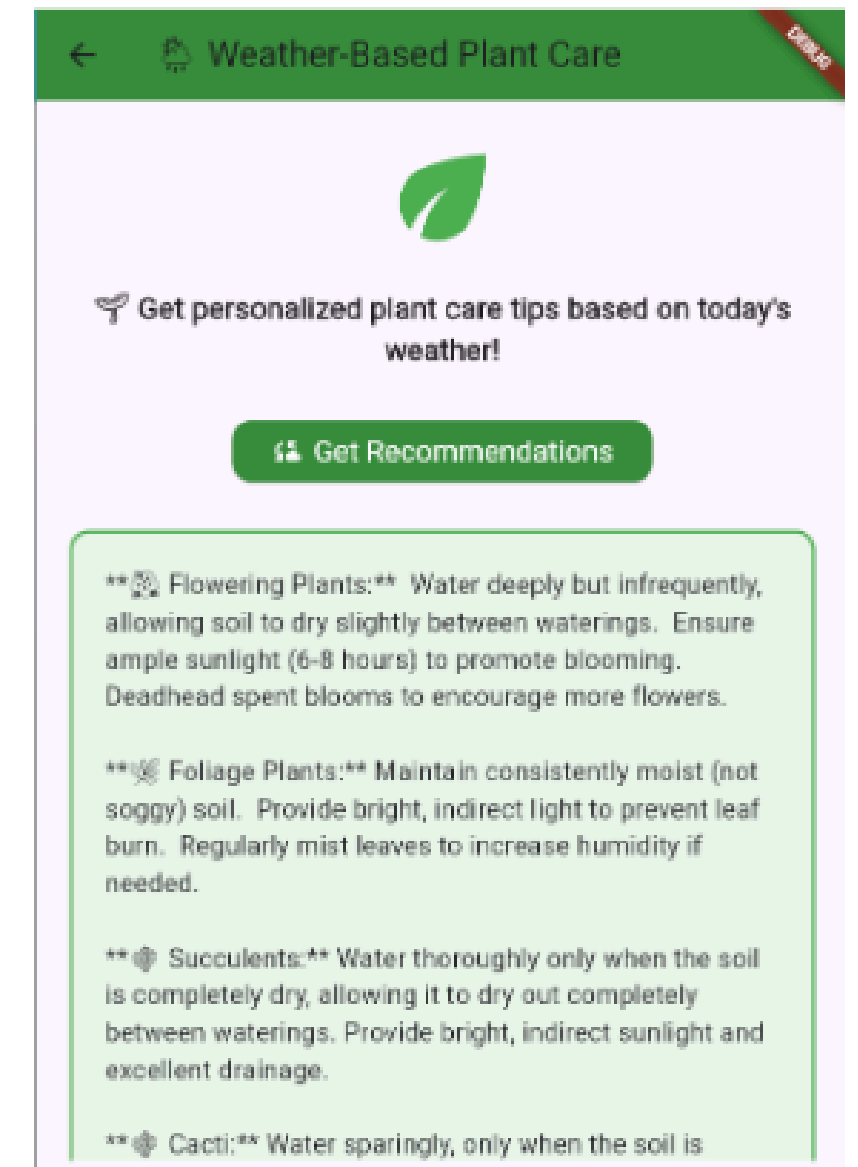 Weather-Based Plant Care
DEBUG
Get personalized plant care tips based on today's
weather!
Get Recommendations
** Flowering Plants:** Water deeply but infrequently,
allowing soil to dry slightly between waterings. Ensure
ample sunlight (6-8 hours) to promote blooming.
Deadhead spent blooms to encourage more flowers.
** Foliage Plants:** Maintain consistently moist (not
soggy) soil. Provide bright, indirect light to prevent leaf
burn. Regularly mist leaves to increase humidity if
needed.
** Succulents:** Water thoroughly only when the soil
is completely dry, allowing it to dry out completely
between waterings. Provide bright, indirect sunlight and
excellent drainage.
** Cacti:** Water sparingly, only when the soil is